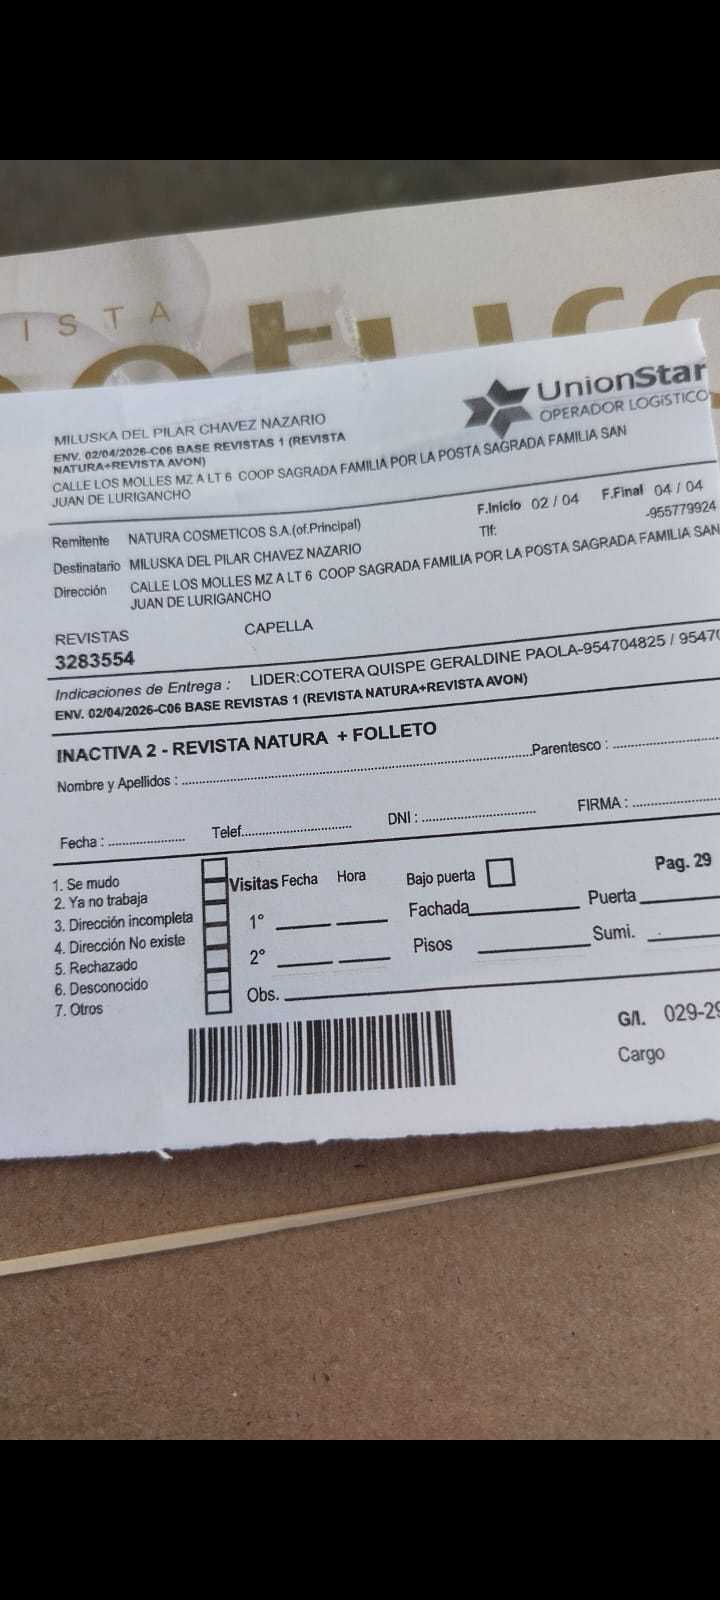 ISTA
natura
UnionStar
OPERADOR LOGÍSTICO
MILUSKA DEL PILAR CHAVEZ NAZARIO
ENV. 02/04/2026-C06 BASE REVISTAS 1 (REVISTA
NATURA+REVISTA AVON)
CALLE LOS MOLLES MZ A LT 6 COOP SAGRADA FAMILIA POR LA POSTA SAGRADA FAMILIA SAN
JUAN DE LURIGANCHO
Remitente NATURA COSMETICOS S.A.(of.Principal) F.Inicio 02 / 04 F.Final 04 / 04
Destinatario MILUSKA DEL PILAR CHAVEZ NAZARIO Tlf: -955779924
Dirección CALLE LOS MOLLES MZ A LT 6 COOP SAGRADA FAMILIA POR LA POSTA SAGRADA FAMILIA SAN
JUAN DE LURIGANCHO
REVISTAS CAPELLA
3283554
Indicaciones de Entrega : LIDER:COTERA QUISPE GERALDINE PAOLA-954704825 / 9547
ENV. 02/04/2026-C06 BASE REVISTAS 1 (REVISTA NATURA+REVISTA AVON)
INACTIVA 2 - REVISTA NATURA + FOLLETO
Nombre y Apellidos : Parentesco :
Fecha : Telef. DNI : FIRMA :
1. Se mudo
2. Ya no trabaja
3. Dirección incompleta
4. Dirección No existe
5. Rechazado
6. Desconocido
7. Otros
Visitas Fecha Hora Bajo puerta Pag. 29
1° Fachada Puerta
2° Pisos Sumi.
Obs.
G/l. 029-29
Cargo